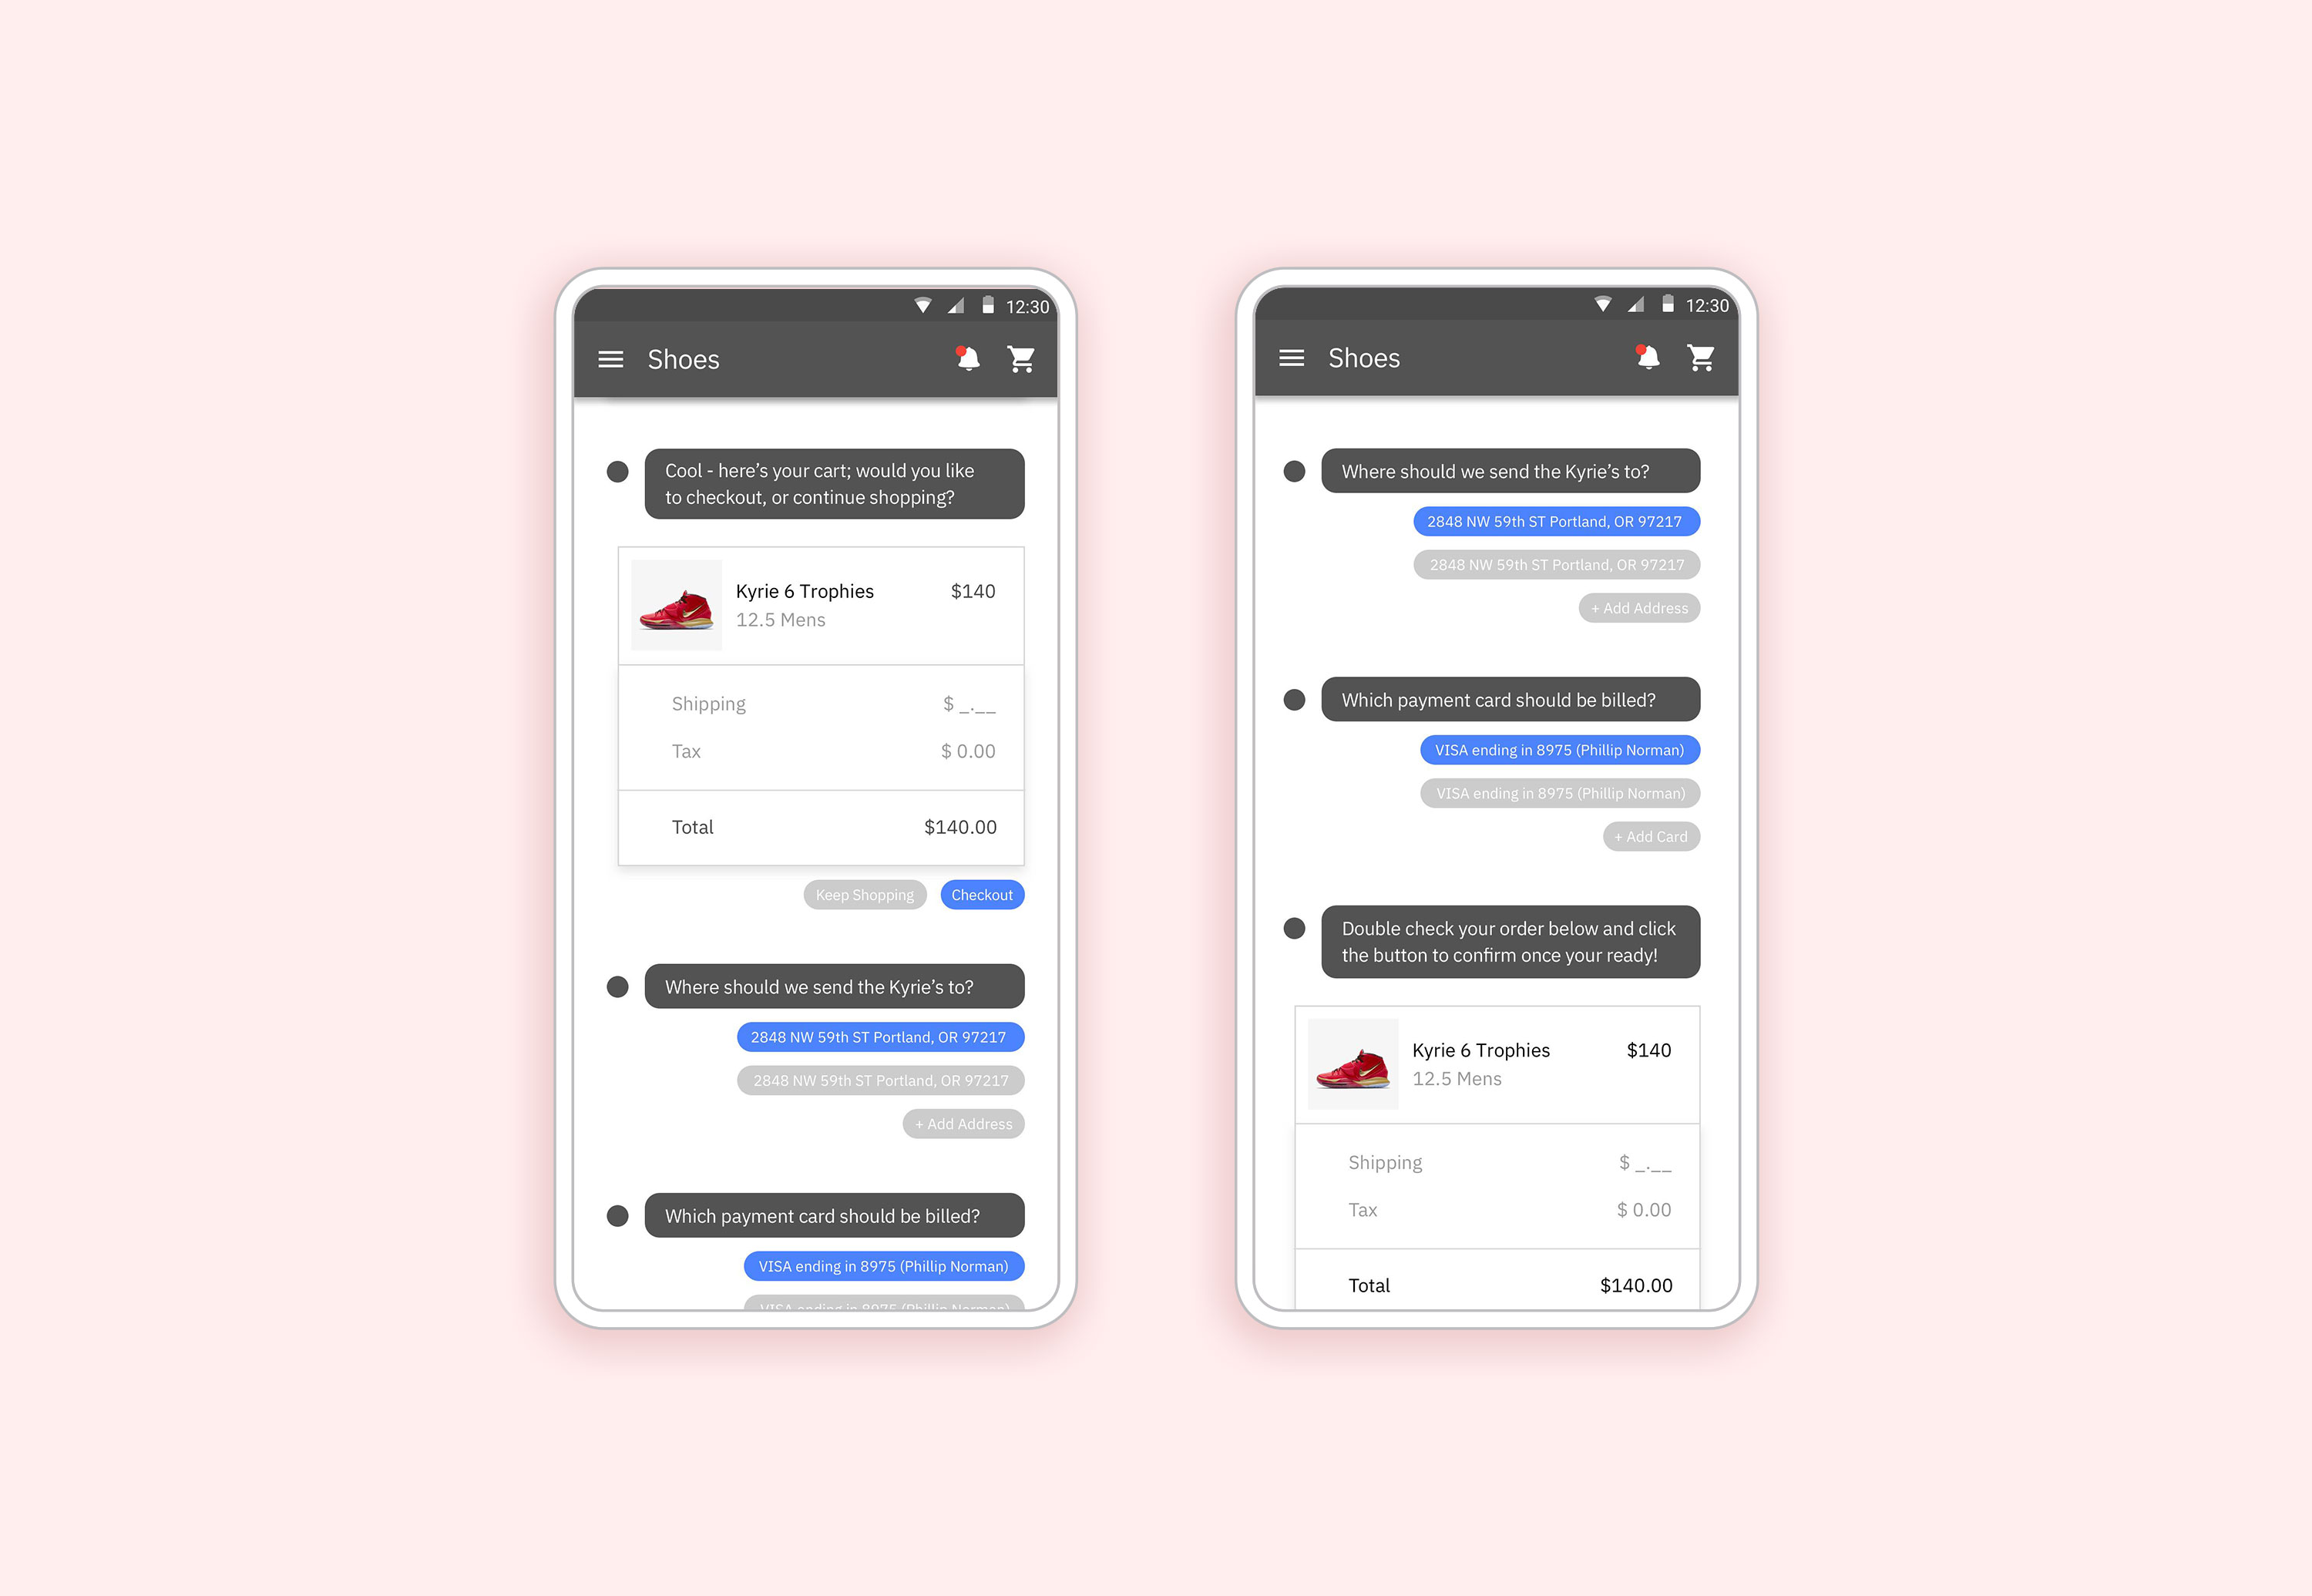 12:30
Shoes
Cool - here’s your cart; would you like
to checkout, or continue shopping?
Kyrie 6 Trophies $140
12.5 Mens
Shipping $ _.__
Tax $ 0.00
Total $140.00
Keep Shopping Checkout
Where should we send the Kyrie’s to?
2848 NW 59th ST Portland, OR 97217
2848 NW 59th ST Portland, OR 97217
+ Add Address
Which payment card should be billed?
VISA ending in 8975 (Phillip Norman)
VISA ending in 8975 (Phillip Norman)
12:30
Shoes
Where should we send the Kyrie’s to?
2848 NW 59th ST Portland, OR 97217
2848 NW 59th ST Portland, OR 97217
+ Add Address
Which payment card should be billed?
VISA ending in 8975 (Phillip Norman)
VISA ending in 8975 (Phillip Norman)
+ Add Card
Double check your order below and click
the button to confirm once your ready!
Kyrie 6 Trophies $140
12.5 Mens
Shipping $ _.__
Tax $ 0.00
Total $140.00